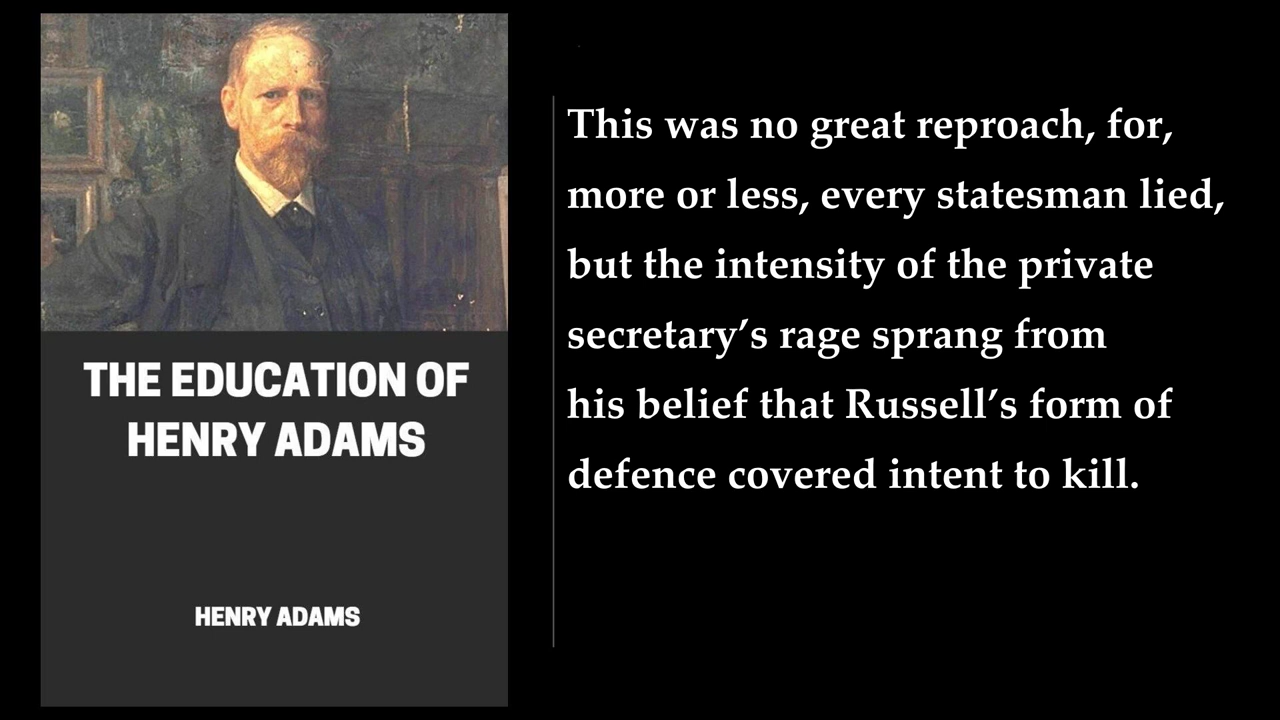 THE EDUCATION OF
HENRY ADAMS
HENRY ADAMS
This was no great reproach, for,
more or less, every statesman lied,
but the intensity of the private
secretary’s rage sprang from
his belief that Russell’s form of
defence covered intent to kill.